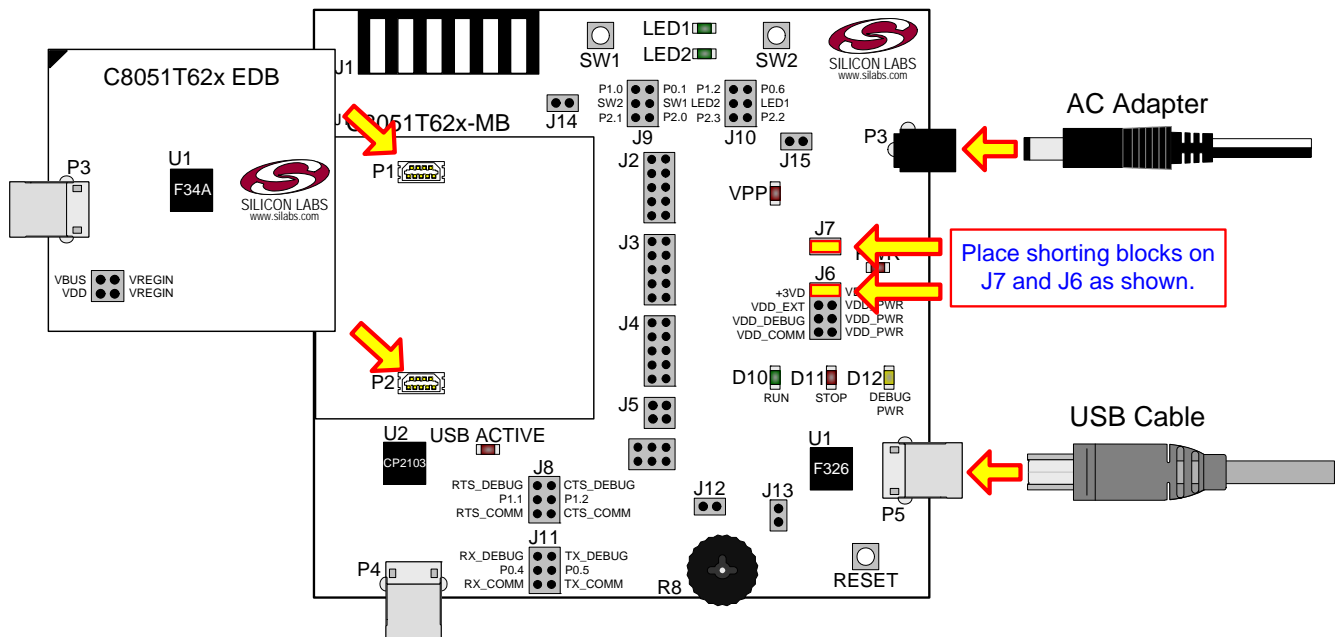 C8051T62x EDB
P3
U1
F34A
SILICON LABS
www.silabs.com
VBUS
VREGIN
VDD
VREGIN
J1
C8051T62x-MB
P1
P2
LED1
LED2
SW1
SW2
SILICON LABS
www.silabs.com
J14
P1.0
P0.1
SW2
SW1
P2.1
P2.0
J9
P1.2
P0.6
LED2
LED1
P2.3
P2.2
J10
J15
P3
AC Adapter
J2
VPP
J3
J7
Place shorting blocks on
J7 and J6 as shown.
J6
+3VD
VDD_EXT
VDD_PWR
VDD_DEBUG
VDD_PWR
VDD_COMM
VDD_PWR
J4
D10
RUN
D11
STOP
D12
DEBUG
PWR
J5
USB Cable
U2
CP2103
USB ACTIVE
U1
F326
P5
J8
RTS_DEBUG
CTS_DEBUG
P1.1
P1.2
RTS_COMM
CTS_COMM
J12
J13
J11
RX_DEBUG
TX_DEBUG
P0.4
P0.5
RX_COMM
TX_COMM
P4
R8
RESET